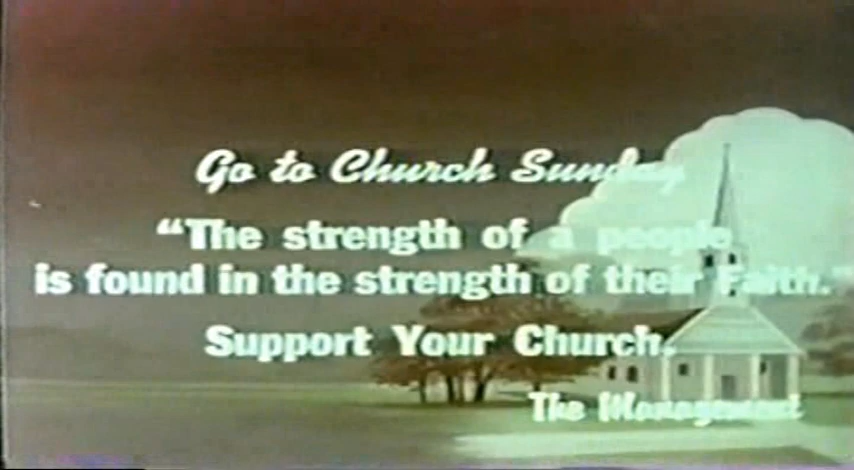 Go to Church Sunday
“The strength of a people
is found in the strength of their Faith.
Support Your Church.
The Management